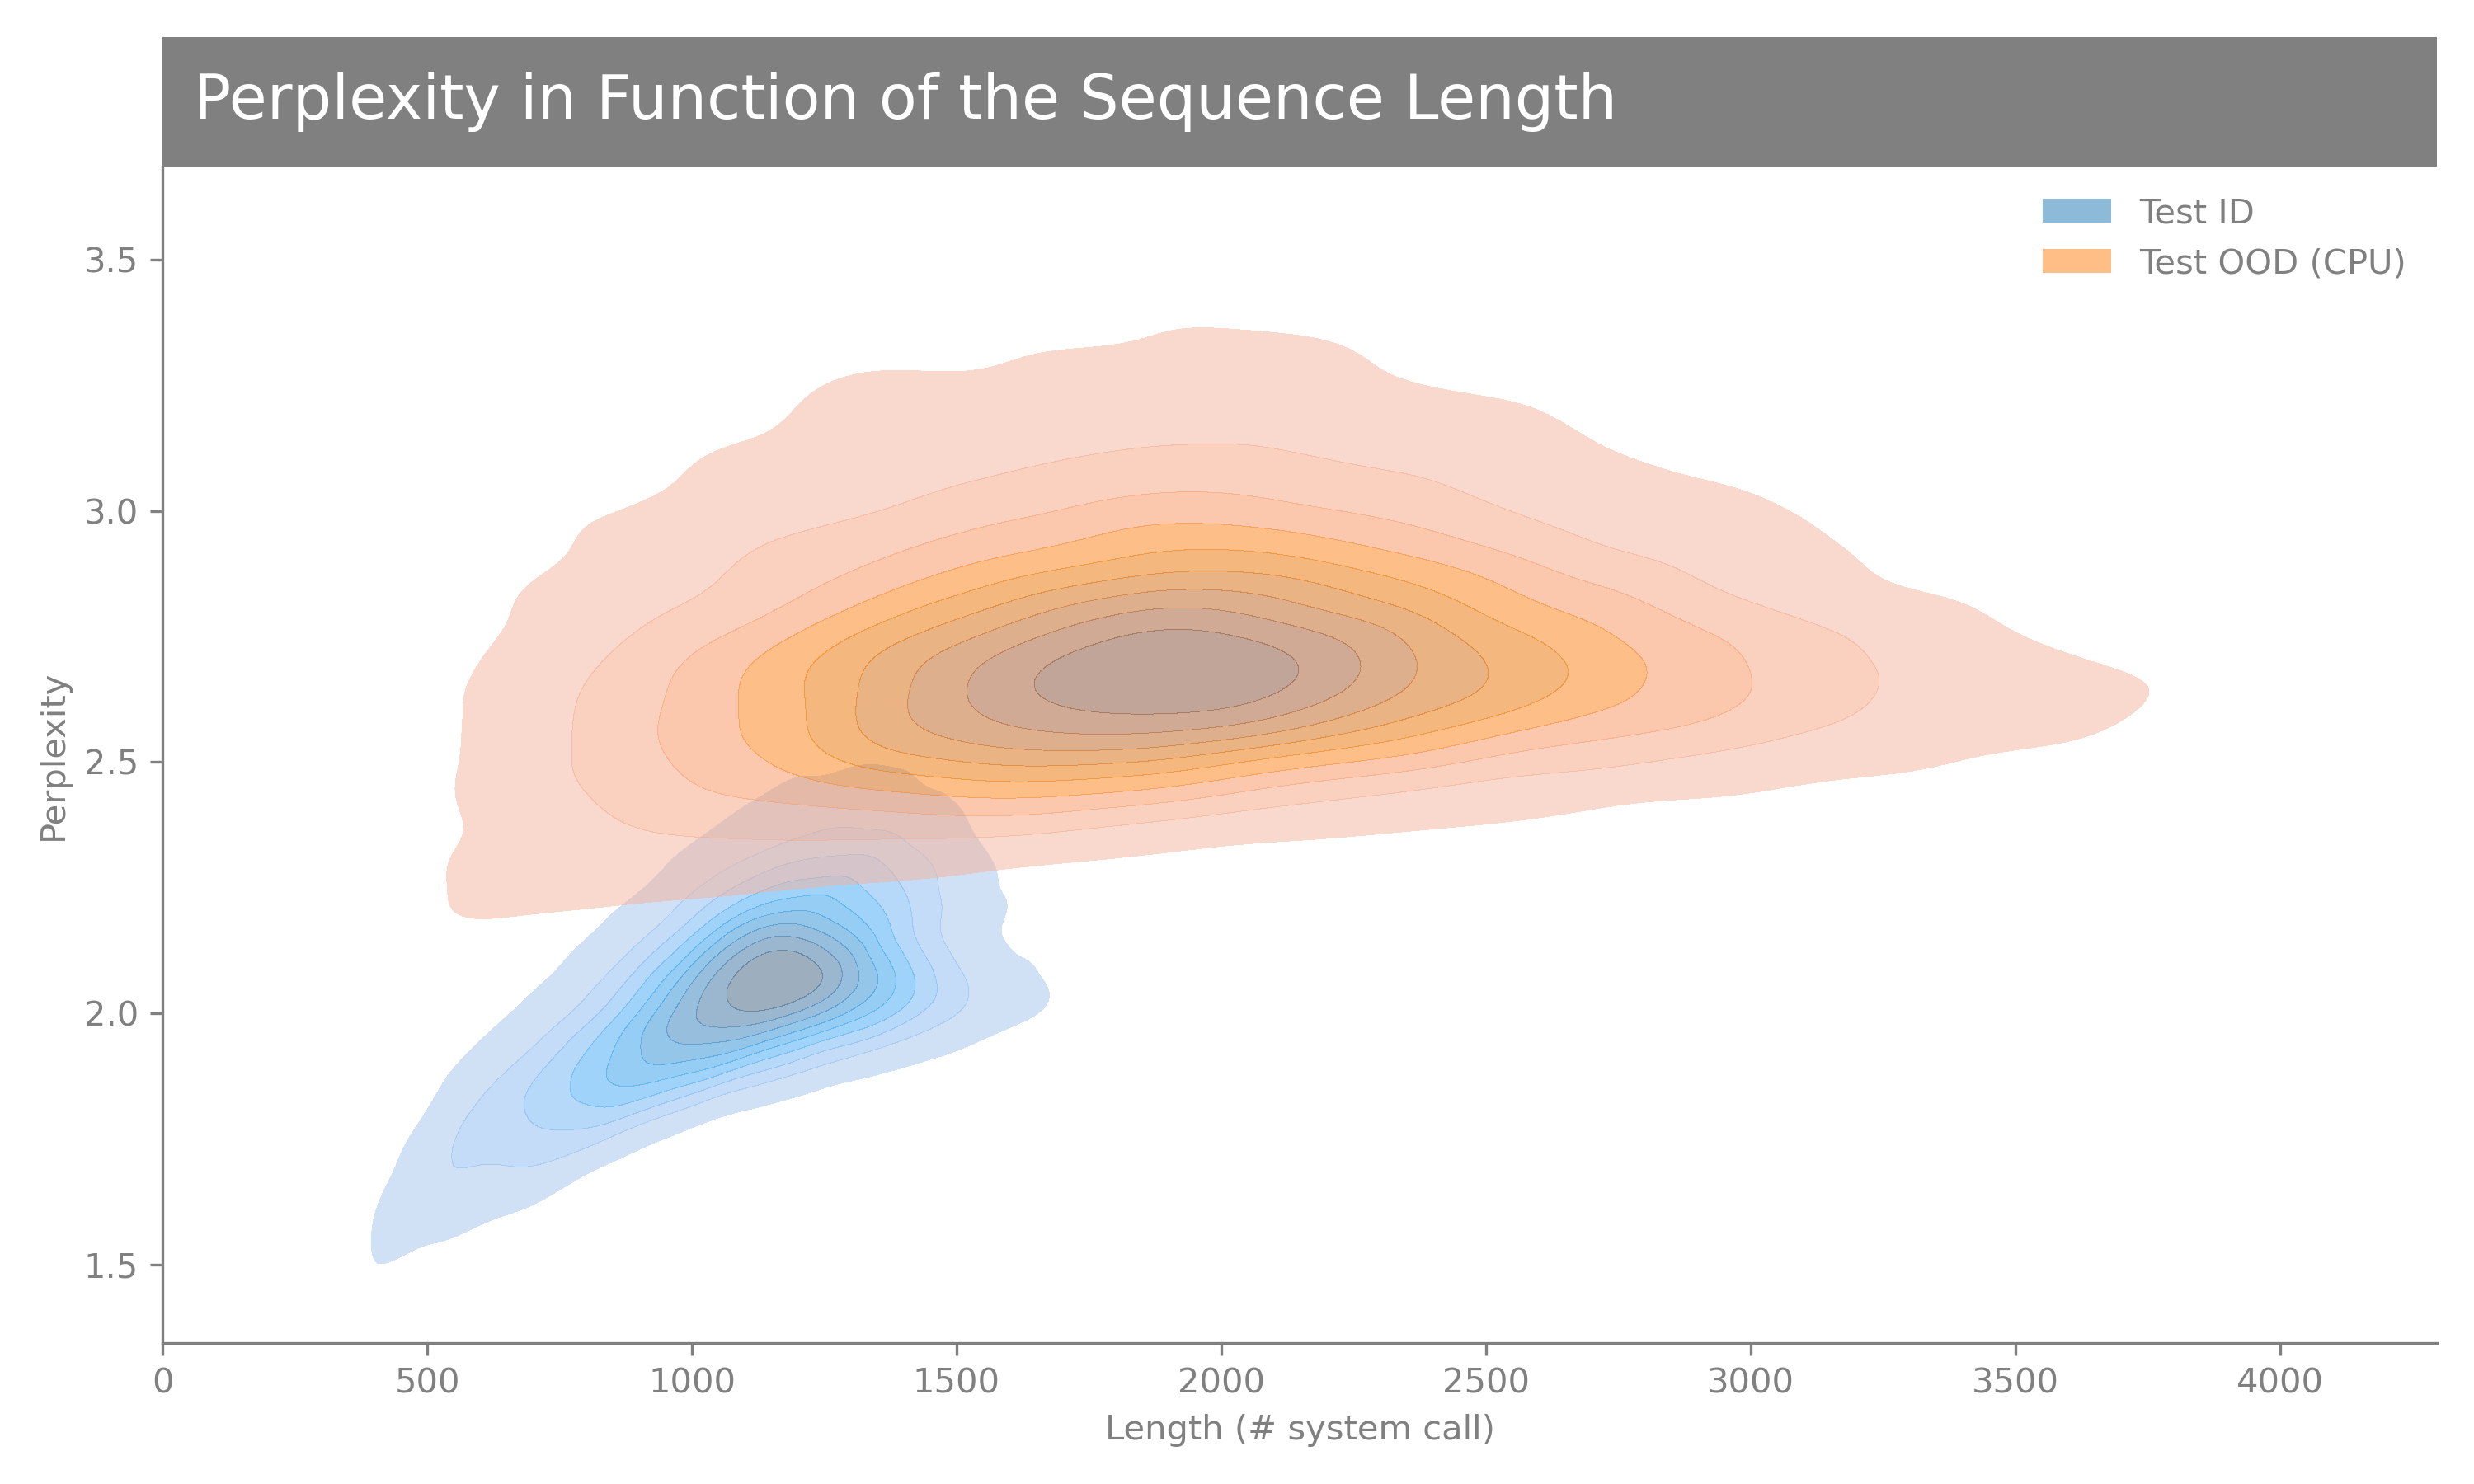 Perplexity in Function of the Sequence Length
Test ID
Test OOD (CPU)
3.5
3.0
2.5
2.0
1.5
Perplexity
0
500
1000
1500
2000
2500
3000
3500
4000
Length (# system call)